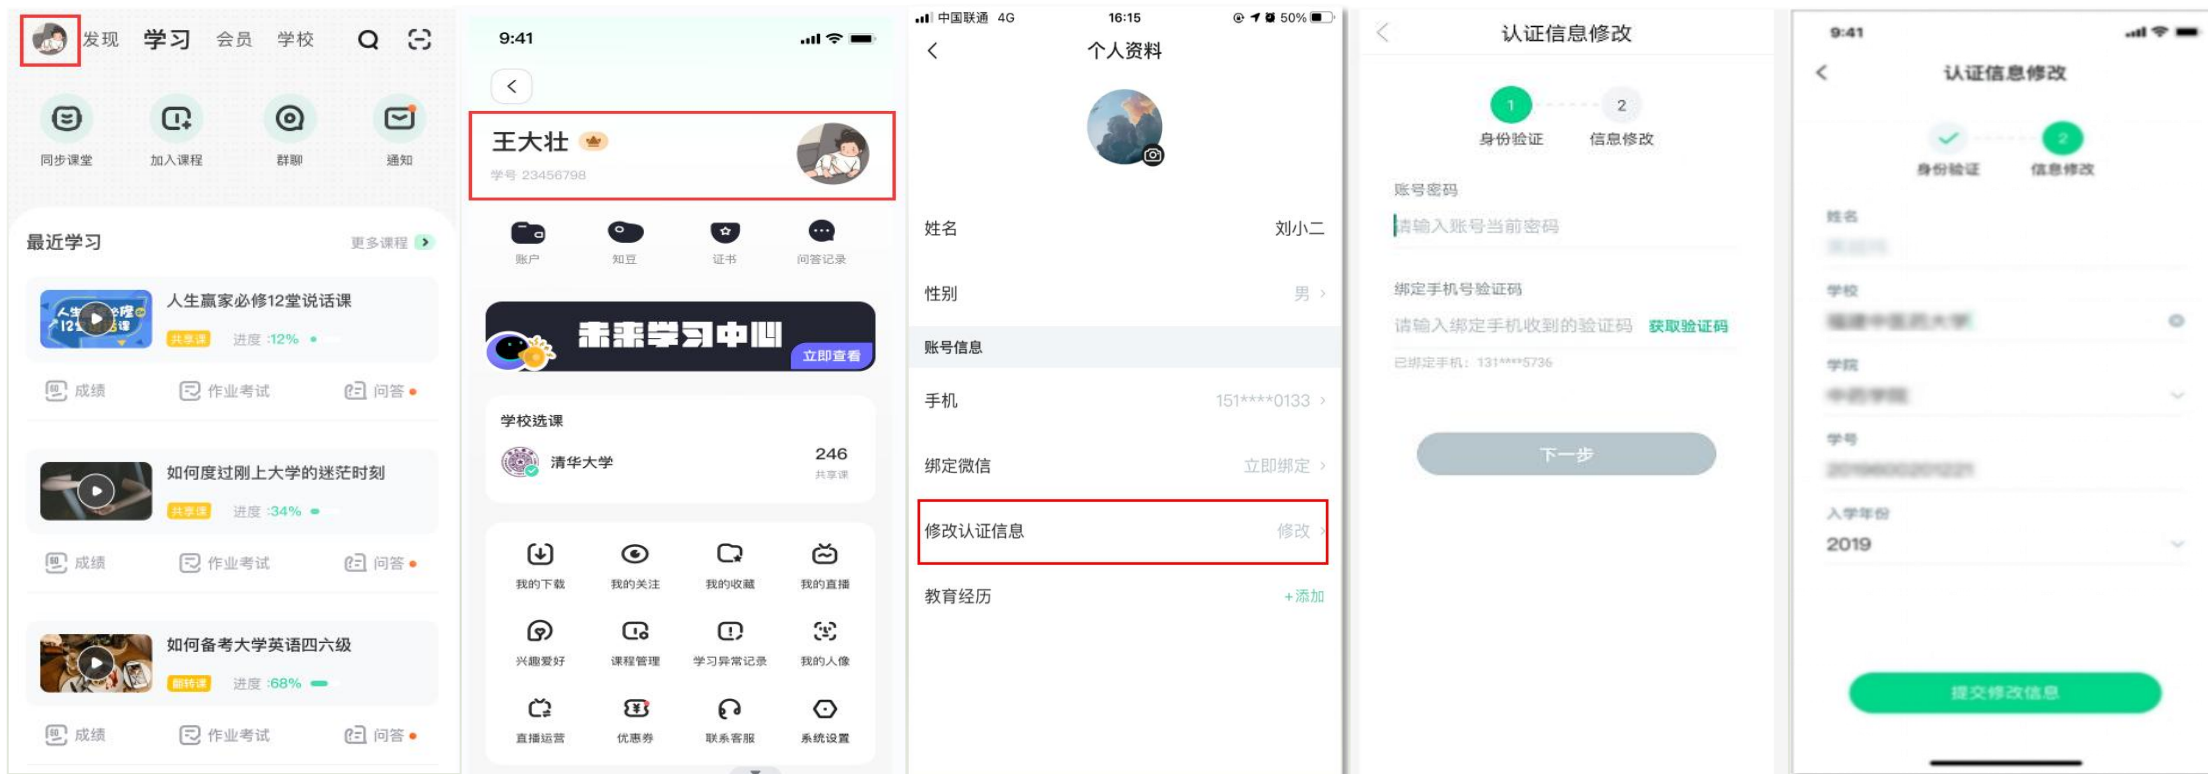 发现 学习 会员 学校
同步课堂 加入课程 群聊 通知
最近学习 更多课程
人生赢家必修12堂说话课
共享课 进度:12%
成绩 作业考试 问答
如何度过刚上大学的迷茫时刻
共享课 进度:34%
成绩 作业考试 问答
如何备考大学英语四六级
翻转课 进度:68%
成绩 作业考试 问答
9:41
王大壮
学号 23456798
账户 知豆 证书 问答记录
未来学习中心
立即查看
学校选课
清华大学 246
共享课
我的下载 我的关注 我的收藏 我的直播
兴趣爱好 课程管理 学习异常记录 我的人像
直播运营 优惠券 联系客服 系统设置
中国联通 4G 16:15 50%
个人资料
姓名 刘小二
性别 男
账号信息
手机 151****0133
绑定微信 立即绑定
修改认证信息 修改
教育经历 +添加
认证信息修改
1 2
身份验证 信息修改
账号密码
请输入账号当前密码
绑定手机号验证码
请输入绑定手机收到的验证码 获取验证码
已绑定手机：131****5736
下一步
9:41
认证信息修改
2
身份验证 信息修改
姓名
学校
福建中医药大学
学院
中药学院
学号
入学年份
2019
提交修改信息